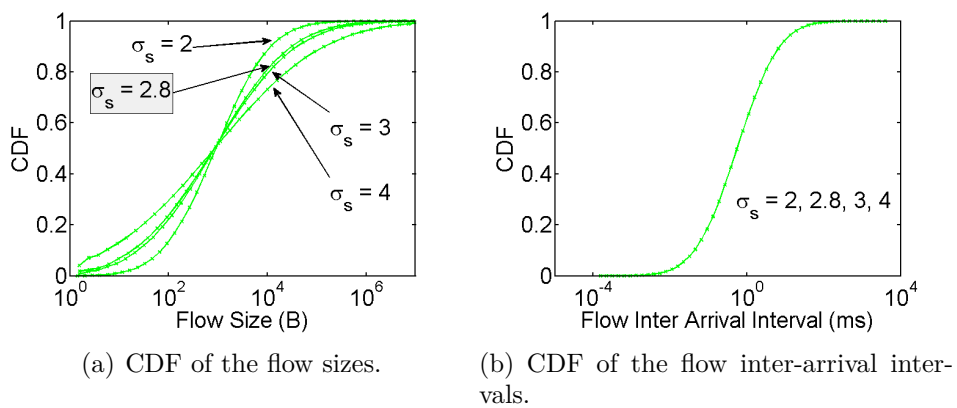 1
0.8
0.6
0.4
0.2
0
CDF
σs = 2
σs = 2.8
σs = 3
σs = 4
10^0 10^2 10^4 10^6
Flow Size (B)
(a) CDF of the flow sizes.
1
0.8
0.6
0.4
0.2
0
CDF
σs = 2, 2.8, 3, 4
10^-4 10^0 10^4
Flow Inter Arrival Interval (ms)
(b) CDF of the flow inter-arrival inter-
vals.